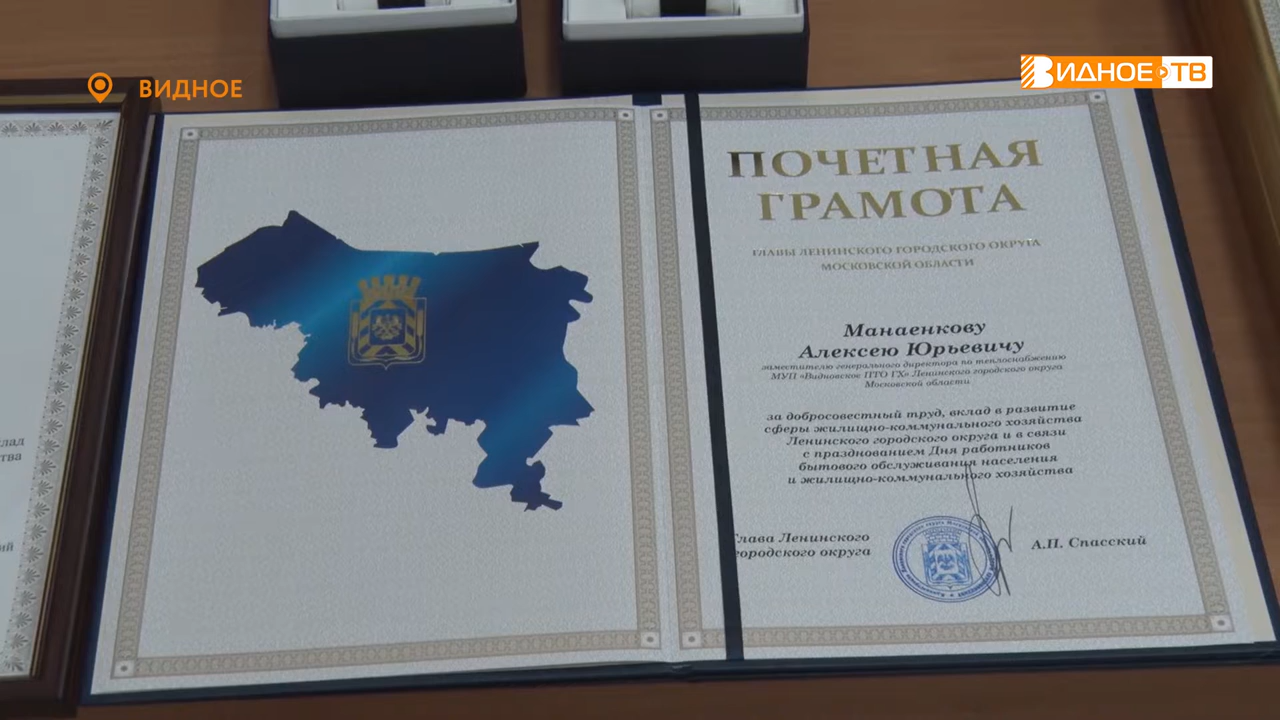 ВИДНОЕ
ВИДНОЕ ТВ
ПОЧЕТНАЯ
ГРАМОТА
ГЛАВЫ ЛЕНИНСКОГО ГОРОДСКОГО ОКРУГА
МОСКОВСКОЙ ОБЛАСТИ
Манаенкову
Алексею Юрьевичу
заместителю генерального директора по теплоснабжению
МУП «Видновское ПТО ГХ» Ленинского городского округа
Московской области
за добросовестный труд, вклад в развитие
сферы жилищно-коммунального хозяйства
Ленинского городского округа и в связи
с празднованием Дня работников
бытового обслуживания населения
и жилищно-коммунального хозяйства
Глава Ленинского
городского округа
А.П. Спасский